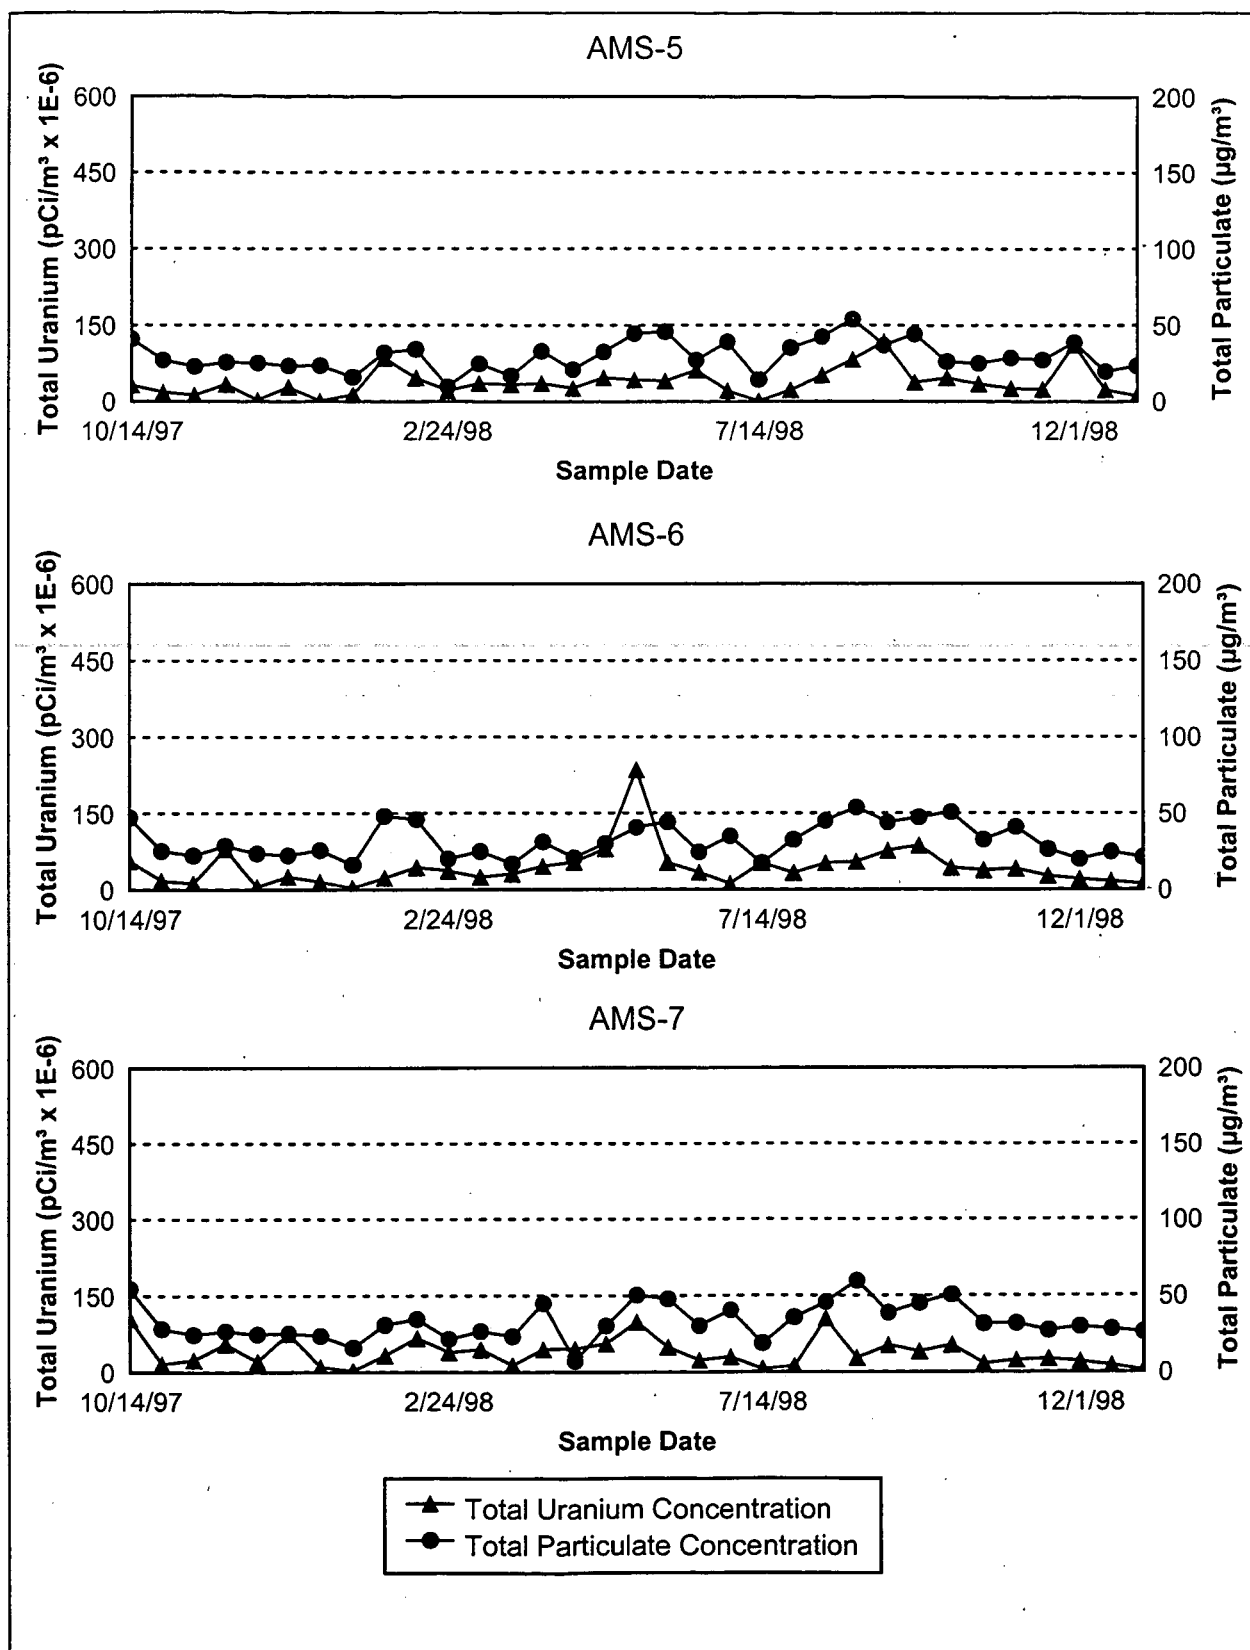 AMS-5
Total Uranium (pCi/m³ x 1E-6)
600
450
300
150
0
200
150
100
50
0
Total Particulate (µg/m³)
10/14/97 2/24/98 7/14/98 12/1/98
Sample Date
AMS-6
Total Uranium (pCi/m³ x 1E-6)
600
450
300
150
0
200
150
100
50
0
Total Particulate (µg/m³)
10/14/97 2/24/98 7/14/98 12/1/98
Sample Date
AMS-7
Total Uranium (pCi/m³ x 1E-6)
600
450
300
150
0
200
150
100
50
0
Total Particulate (µg/m³)
10/14/97 2/24/98 7/14/98 12/1/98
Sample Date
Total Uranium Concentration
Total Particulate Concentration